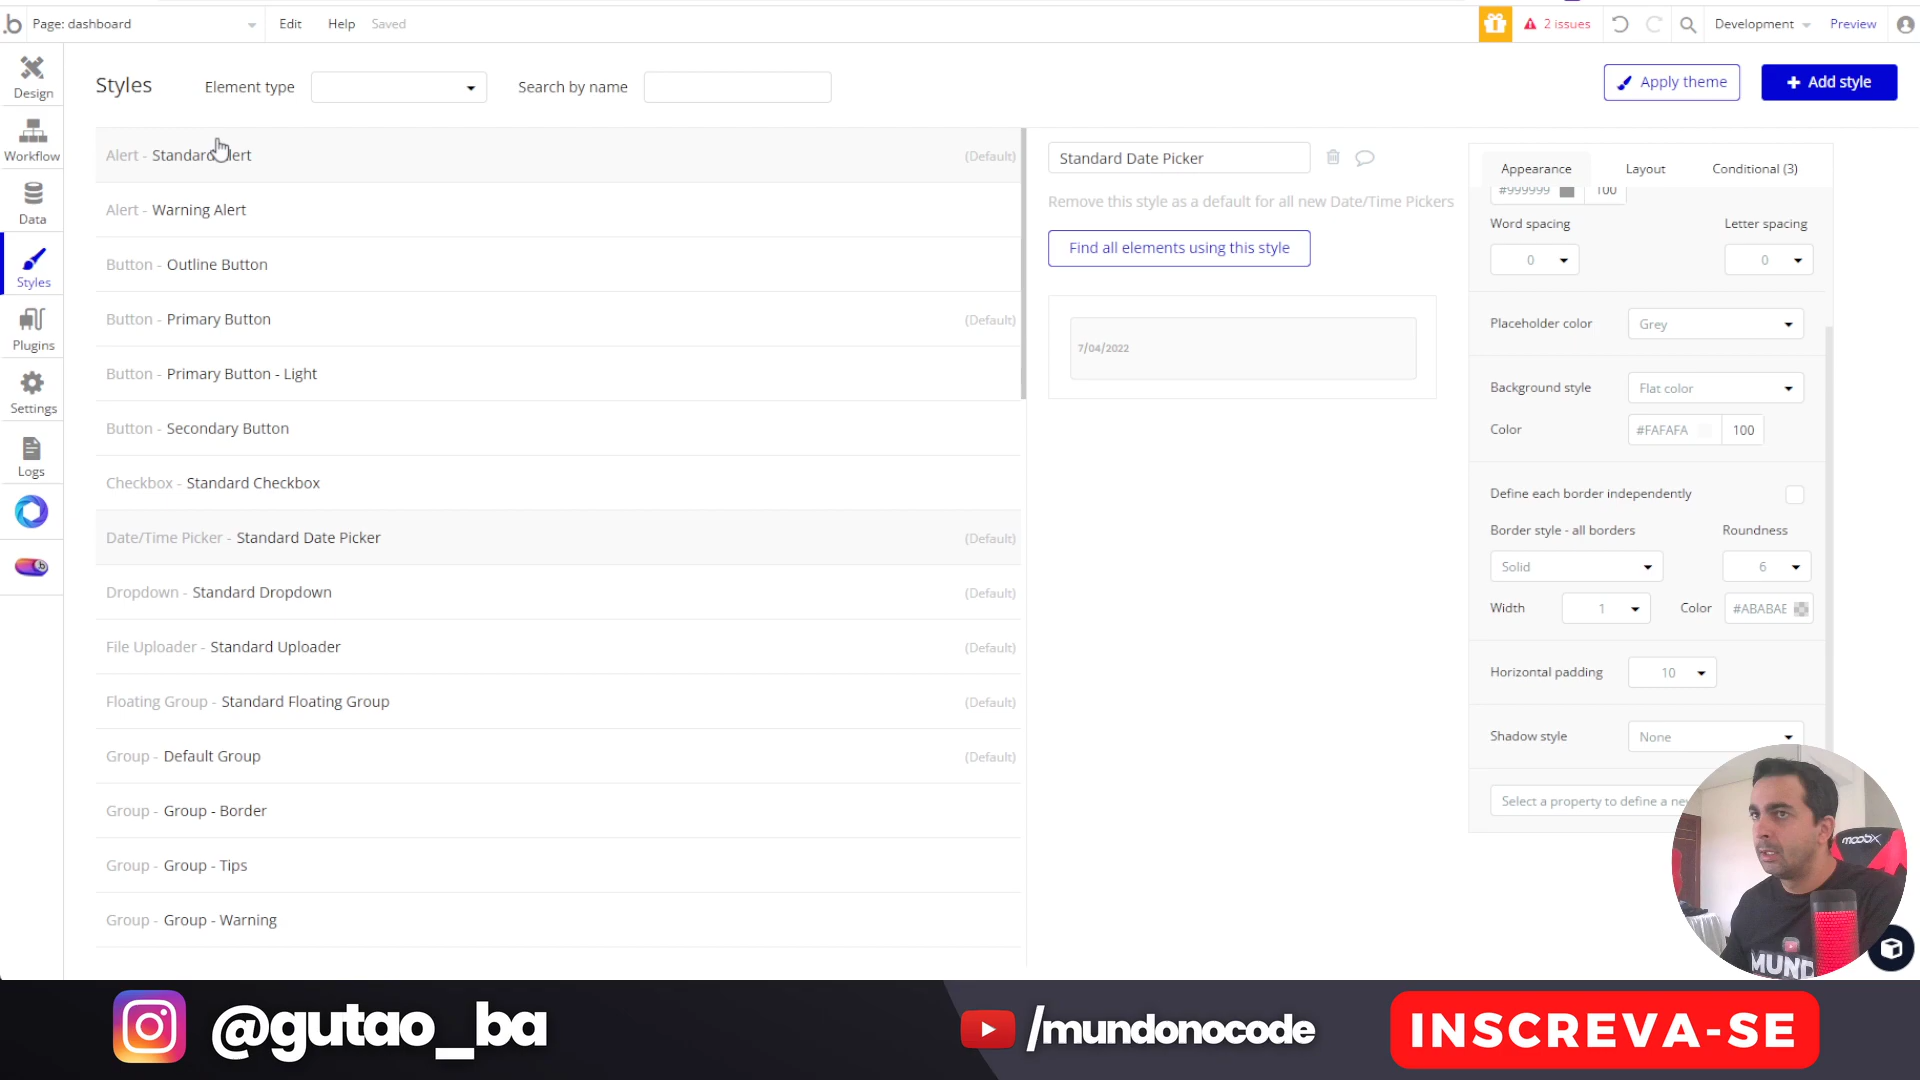 Page: dashboard
Edit
Help
Saved
2 issues
Development
Preview
Design
Workflow
Data
Styles
Plugins
Settings
Logs
Styles
Element type
Search by name
Apply theme
+ Add style
Alert - Standard Alert
(Default)
Alert - Warning Alert
Button - Outline Button
Button - Primary Button
(Default)
Button - Primary Button - Light
Button - Secondary Button
Checkbox - Standard Checkbox
Date/Time Picker - Standard Date Picker
(Default)
Dropdown - Standard Dropdown
(Default)
File Uploader - Standard Uploader
(Default)
Floating Group - Standard Floating Group
(Default)
Group - Default Group
(Default)
Group - Group - Border
Group - Group - Tips
Group - Group - Warning
Standard Date Picker
Remove this style as a default for all new Date/Time Pickers
Find all elements using this style
7/04/2022
Appearance
Layout
Conditional (3)
#999999
100
Word spacing
Letter spacing
0
0
Placeholder color
Grey
Background style
Flat color
Color
#FAFAFA
100
Define each border independently
Border style - all borders
Roundness
Solid
6
Width
1
Color
#ABABAE
Horizontal padding
10
Shadow style
None
Select a property to define a ne
moobx
MUND
@gutao_ba
/mundonocode
INSCREVA-SE